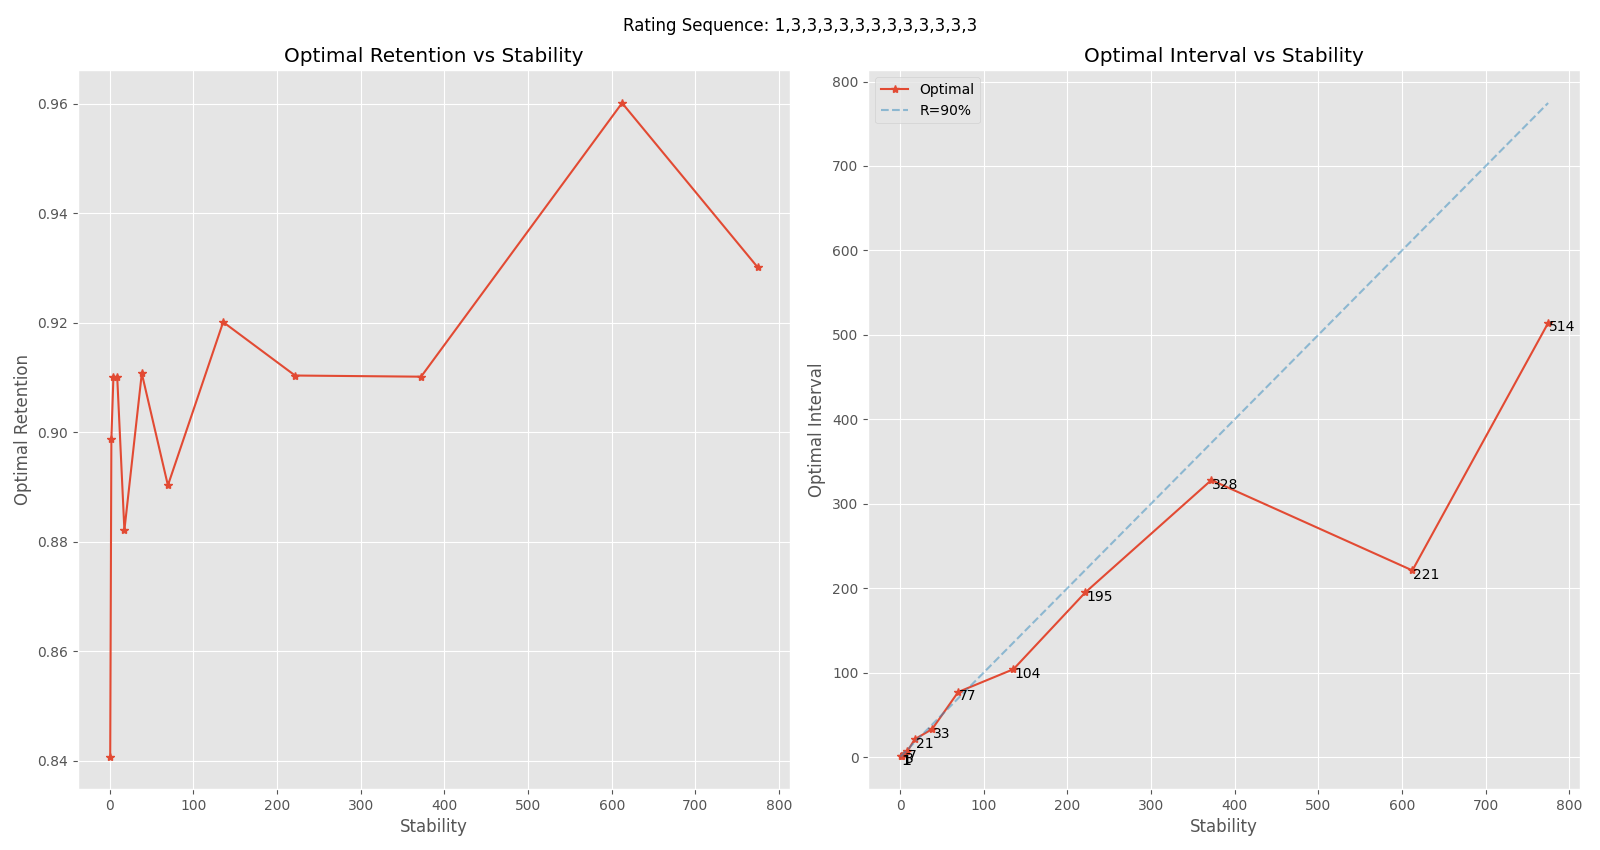 Rating Sequence: 1,3,3,3,3,3,3,3,3,3,3,3,3
Optimal Retention vs Stability
0.96
0.94
0.92
0.90
0.88
0.86
0.84
Optimal Retention
0 100 200 300 400 500 600 700 800
Stability
Optimal Interval vs Stability
Optimal
R=90%
800
700
600
500
400
300
200
100
0
Optimal Interval
514
328
221
195
104
77
33
21
7
0 100 200 300 400 500 600 700 800
Stability